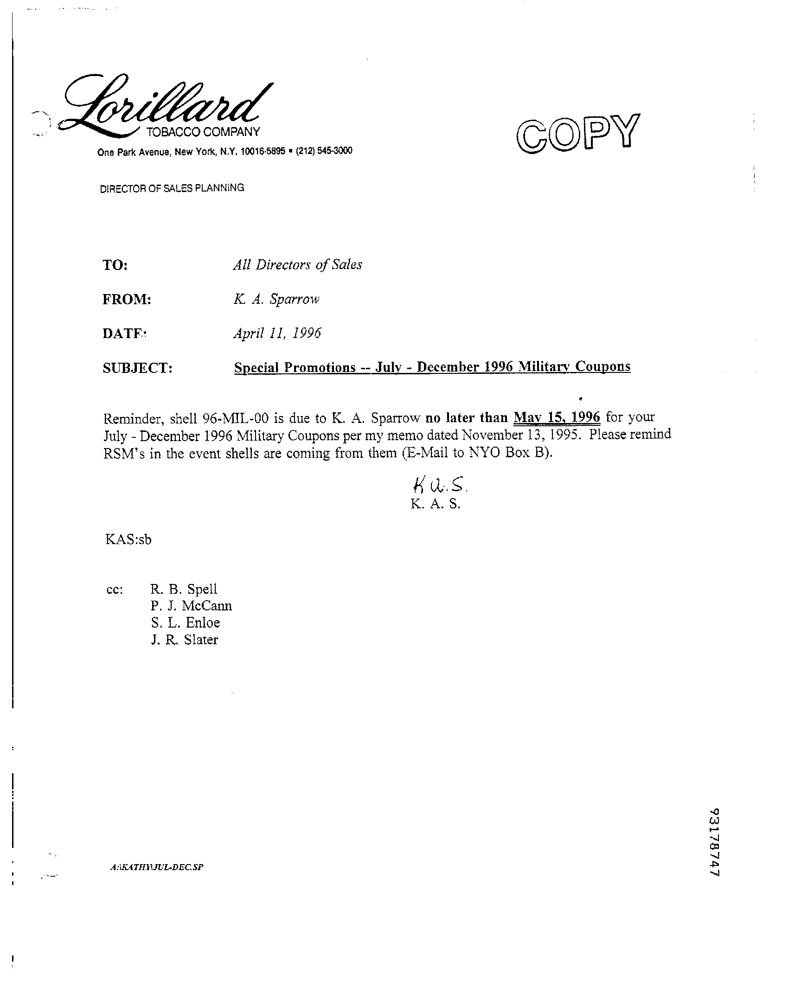 Lorillard
TOBACCO COMPANY
One Park Avenue, New York, N.Y. 10016-5895 • (212) 545-3000
COPY
DIRECTOR OF SALES PLANNING
TO: All Directors of Sales
FROM: K. A. Sparrow
DATE: April 11, 1996
SUBJECT: Special Promotions -- July - December 1996 Military Coupons
Reminder, shell 96-MIL-00 is due to K. A. Sparrow no later than May 15, 1996 for your
July - December 1996 Military Coupons per my memo dated November 13, 1995. Please remind
RSM's in the event shells are coming from them (E-Mail to NYO Box B).
K.A.S.
K. A. S.
KAS:sb
cc: R. B. Spell
P. J. McCann
S. L. Enloe
J. R. Slater
93178747
A:\KATHY\JUL-DEC.SP